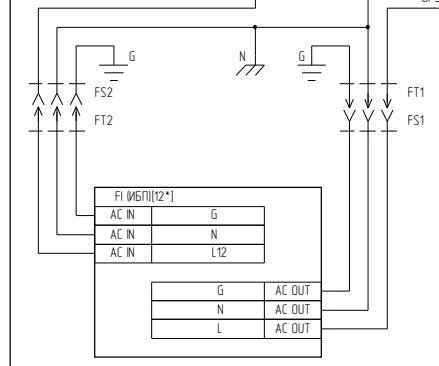 G
N
G
FS2
FT1
FT2
FS1
FI (ИБП)[12*]
AC IN G
AC IN N
AC IN L12
G AC OUT
N AC OUT
L AC OUT